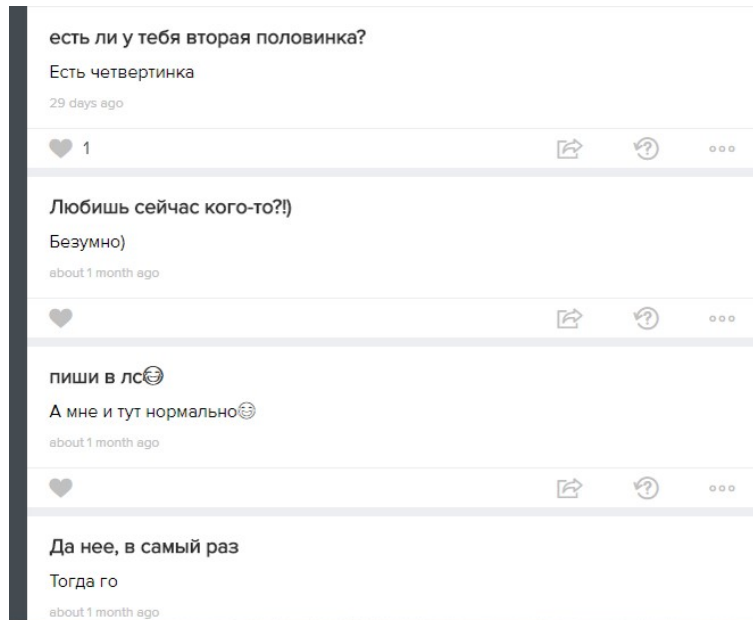 есть ли у тебя вторая половинка?
Есть четвертинка
29 days ago
1
Любишь сейчас кого-то?!)
Безумно)
about 1 month ago
пиши в лс😂
А мне и тут нормально😊
about 1 month ago
Да нее, в самый раз
Тогда го
about 1 month ago